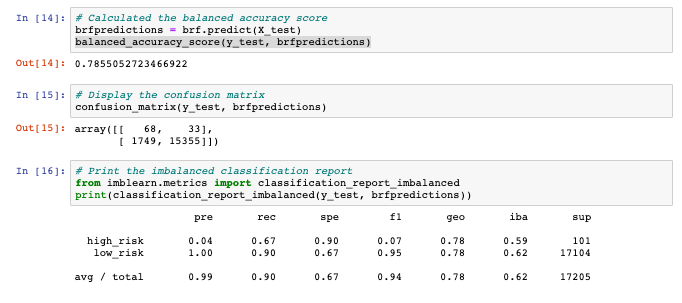 In [14]: # Calculated the balanced accuracy score
brfpredictions = brf.predict(X_test)
balanced_accuracy_score(y_test, brfpredictions)
Out[14]: 0.7855052723466922
In [15]: # Display the confusion matrix
confusion_matrix(y_test, brfpredictions)
Out[15]: array([[   68,    33],
       [ 1749, 15355]])
In [16]: # Print the imbalanced classification report
from imblearn.metrics import classification_report_imbalanced
print(classification_report_imbalanced(y_test, brfpredictions))
pre rec spe f1 geo iba sup
high_risk 0.04 0.67 0.90 0.07 0.78 0.59 101
low_risk 1.00 0.90 0.67 0.95 0.78 0.62 17104
avg / total 0.99 0.90 0.67 0.94 0.78 0.62 17205